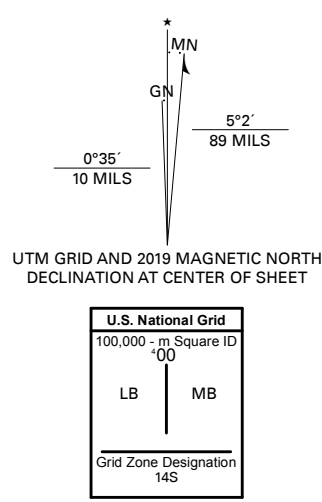 ★
MN
GN
5°2´
89 MILS
0°35´
10 MILS
UTM GRID AND 2019 MAGNETIC NORTH
DECLINATION AT CENTER OF SHEET
U.S. National Grid
100,000 - m Square ID
⁴00
LB MB
Grid Zone Designation
14S